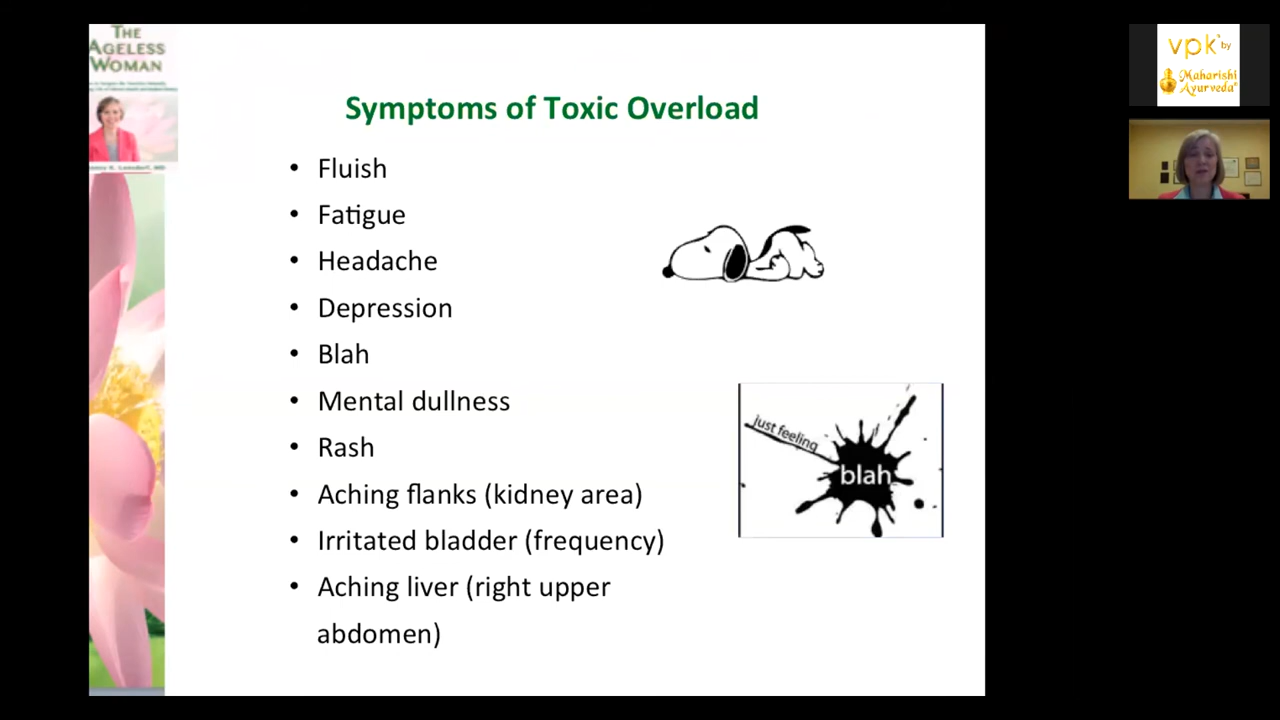 THE
AGELESS
WOMAN
Symptoms of Toxic Overload
• Fluish
• Fatigue
• Headache
• Depression
• Blah
• Mental dullness
• Rash
• Aching flanks (kidney area)
• Irritated bladder (frequency)
• Aching liver (right upper
abdomen)
just feeling
blah
vpk by
Maharishi
Ayurveda®